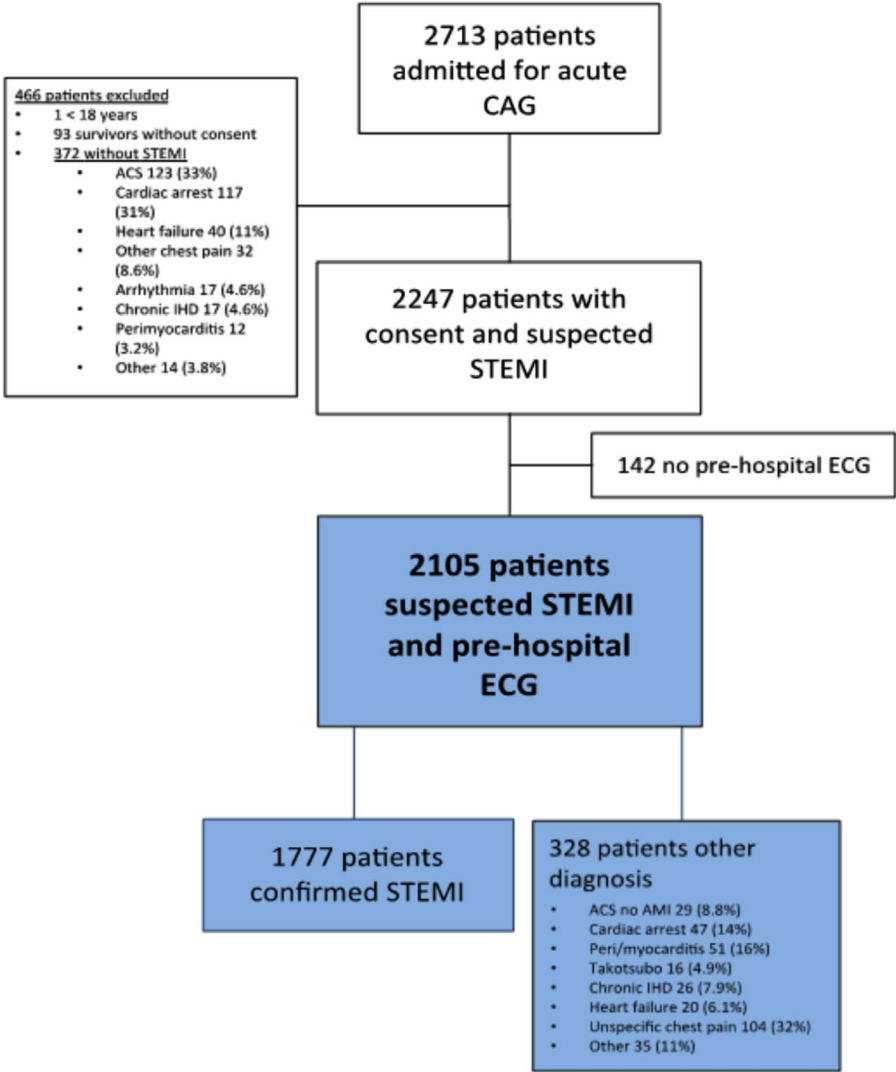 2713 patients
admitted for acute
CAG
466 patients excluded
• 1 < 18 years
• 93 survivors without consent
• 372 without STEMI
• ACS 123 (33%)
• Cardiac arrest 117
(31%)
• Heart failure 40 (11%)
• Other chest pain 32
(8.6%)
• Arrhythmia 17 (4.6%)
• Chronic IHD 17 (4.6%)
• Perimyocarditis 12
(3.2%)
• Other 14 (3.8%)
2247 patients with
consent and suspected
STEMI
142 no pre-hospital ECG
2105 patients
suspected STEMI
and pre-hospital
ECG
1777 patients
confirmed STEMI
328 patients other
diagnosis
• ACS no AMI 29 (8.8%)
• Cardiac arrest 47 (14%)
• Peri/myocarditis 51 (16%)
• Takotsubo 16 (4.9%)
• Chronic IHD 26 (7.9%)
• Heart failure 20 (6.1%)
• Unspecific chest pain 104 (32%)
• Other 35 (11%)